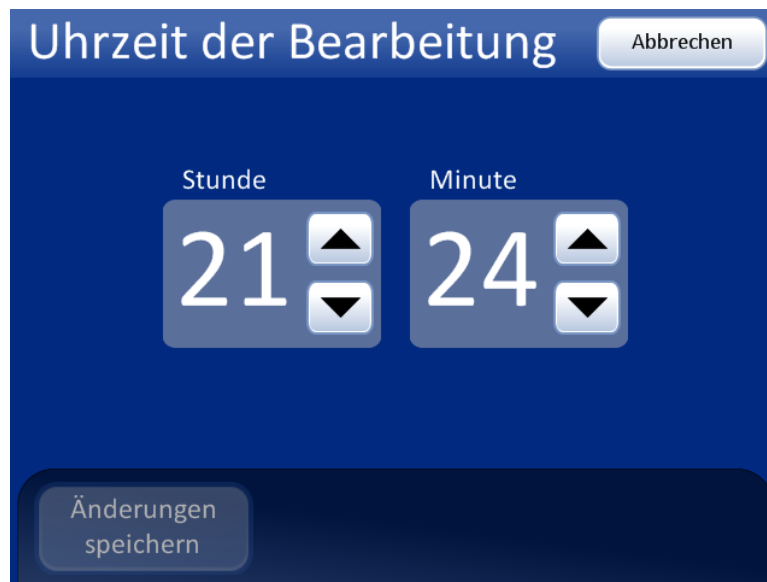 Uhrzeit der Bearbeitung
Abbrechen
Stunde
Minute
21
24
Änderungen
speichern